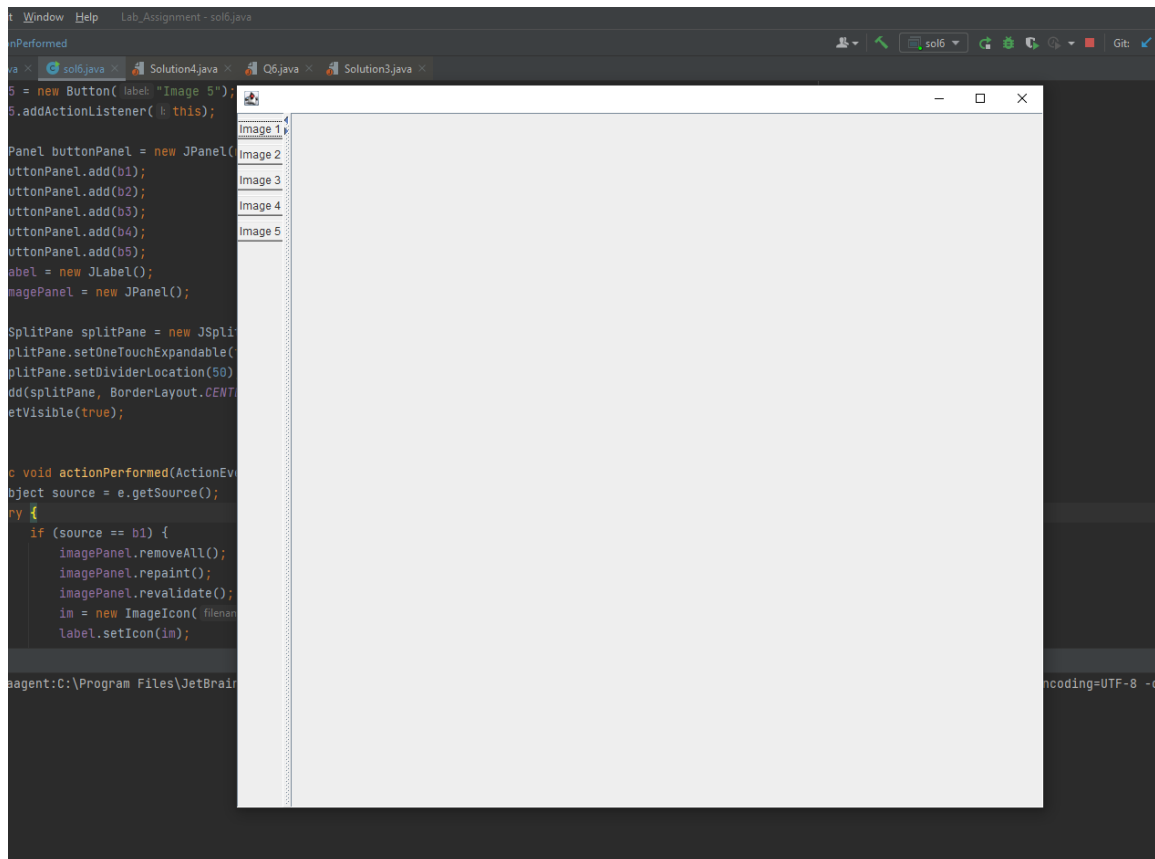 t Window Help Lab_Assignment - sol6.java
onPerformed
sol6 Git:
va × sol6.java × Solution4.java × Q6.java × Solution3.java ×
5 = new Button( label: "Image 5");
5.addActionListener( l: this);
Panel buttonPanel = new JPanel(
uttonPanel.add(b1);
uttonPanel.add(b2);
uttonPanel.add(b3);
uttonPanel.add(b4);
uttonPanel.add(b5);
abel = new JLabel();
magePanel = new JPanel();
SplitPane splitPane = new JSpli
plitPane.setOneTouchExpandable(
plitPane.setDividerLocation(50)
dd(splitPane, BorderLayout.CENT
etVisible(true);
c void actionPerformed(ActionEv
bject source = e.getSource();
ry {
if (source == b1) {
imagePanel.removeAll();
imagePanel.repaint();
imagePanel.revalidate();
im = new ImageIcon( filenam
label.setIcon(im);
aagent:C:\Program Files\JetBrain
ncoding=UTF-8 -c
Image 1
Image 2
Image 3
Image 4
Image 5